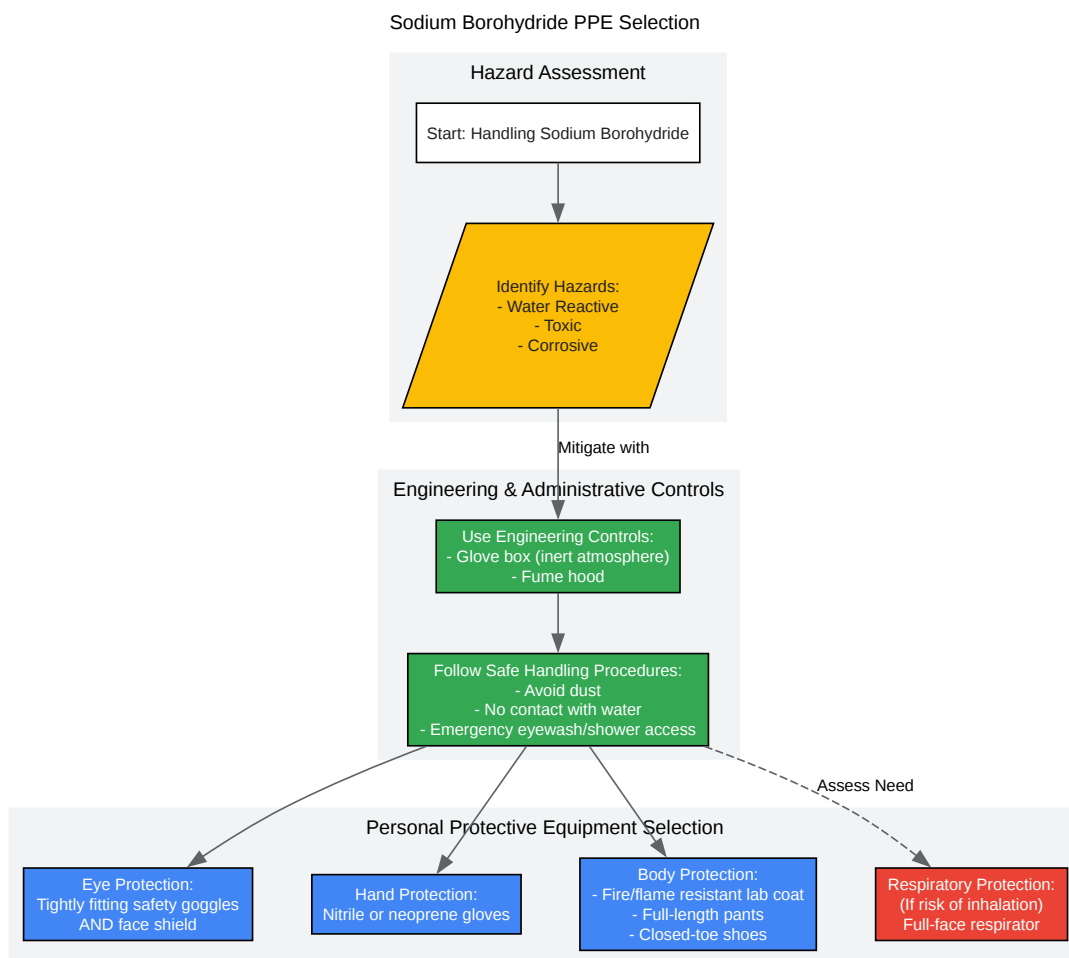 Sodium Borohydride PPE Selection
Hazard Assessment
Start: Handling Sodium Borohydride
Identify Hazards:
- Water Reactive
- Toxic
- Corrosive
Mitigate with
Engineering & Administrative Controls
Use Engineering Controls:
- Glove box (inert atmosphere)
- Fume hood
Follow Safe Handling Procedures:
- Avoid dust
- No contact with water
- Emergency eyewash/shower access
Assess Need
Personal Protective Equipment Selection
Eye Protection:
Tightly fitting safety goggles
AND face shield
Hand Protection:
Nitrile or neoprene gloves
Body Protection:
- Fire/flame resistant lab coat
- Full-length pants
- Closed-toe shoes
Respiratory Protection:
(If risk of inhalation)
Full-face respirator